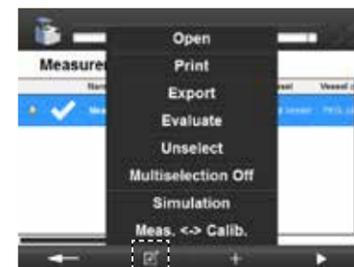 Open
Measure
Print
Export
Evaluate
Unselect
Multiselection Off
Simulation
Meas. <-> Calib.